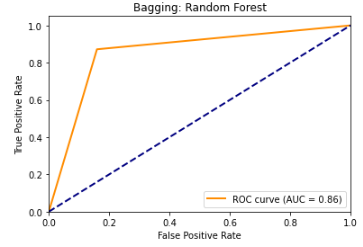 Bagging: Random Forest
True Positive Rate
1.0
0.8
0.6
0.4
0.2
0.0
ROC curve (AUC = 0.86)
0.0 0.2 0.4 0.6 0.8 1.0
False Positive Rate